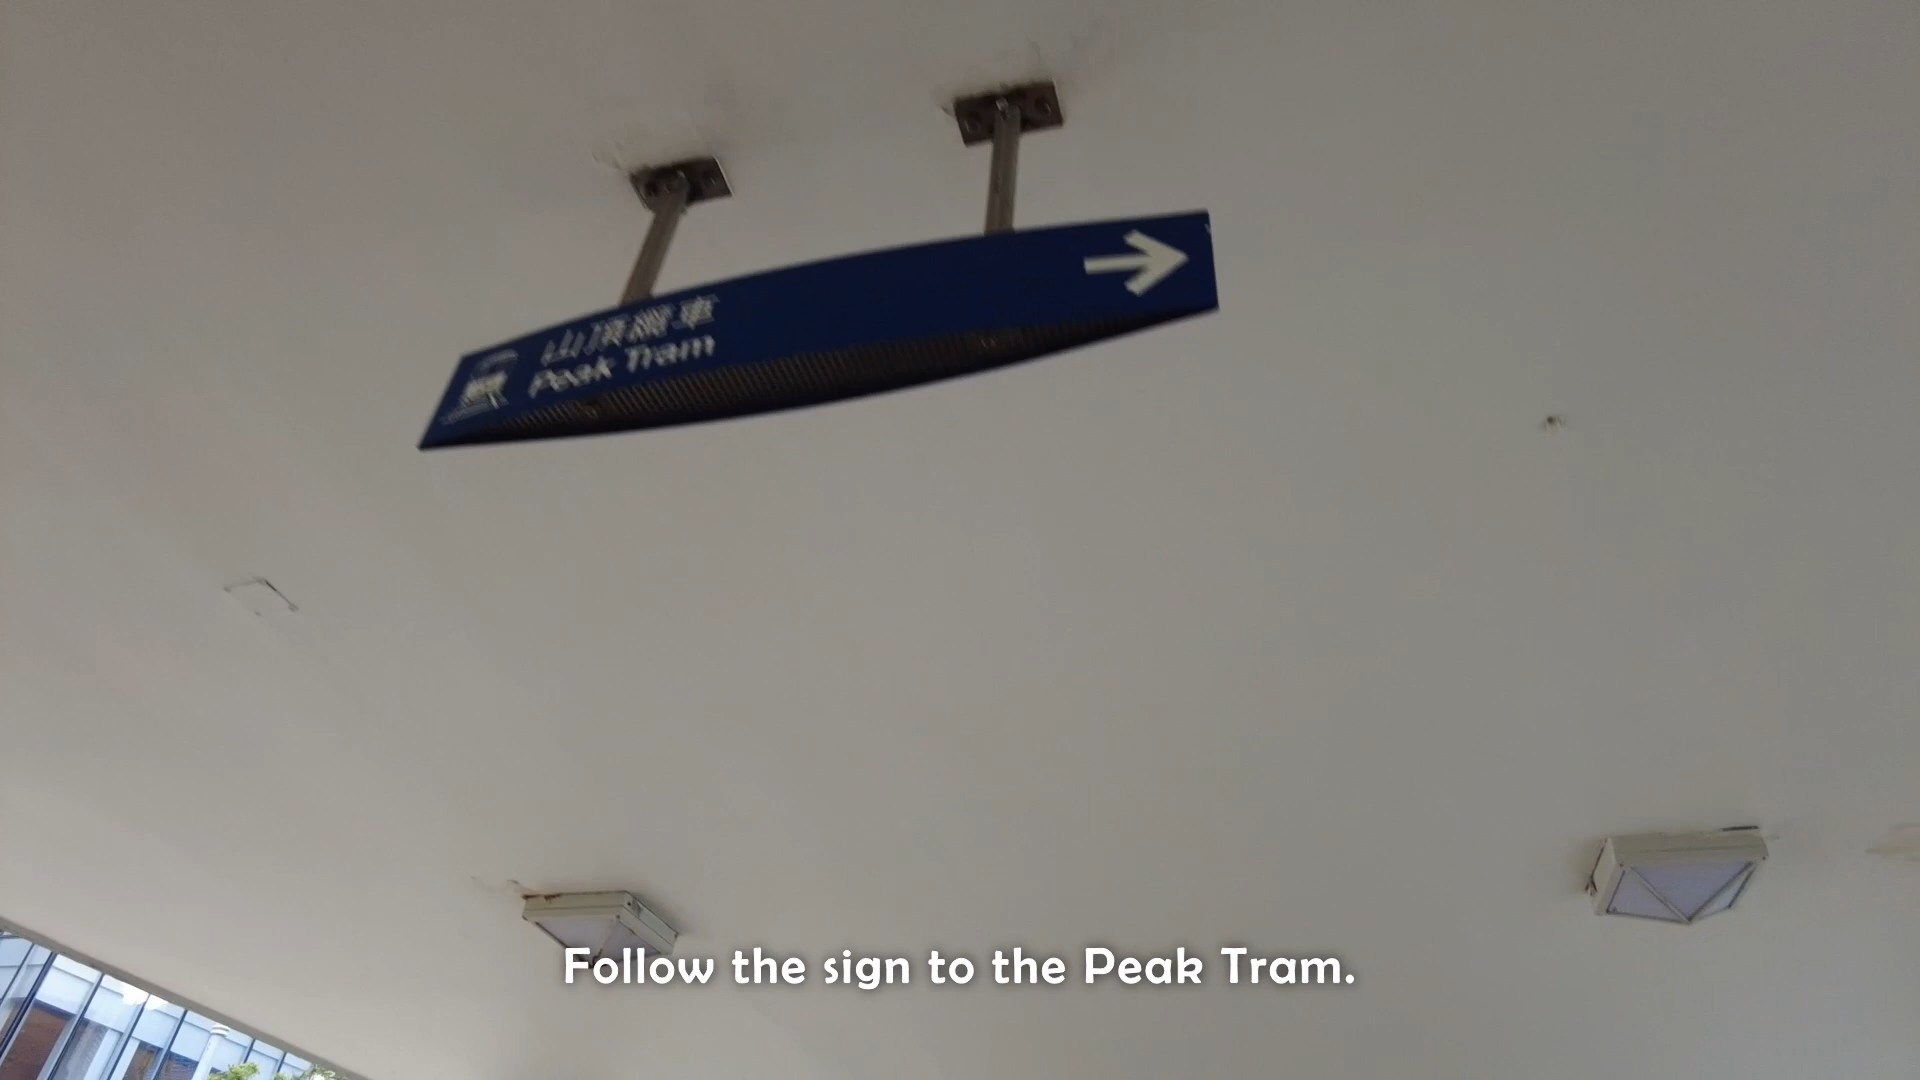 山頂纜車
Peak Tram
Follow the sign to the Peak Tram.